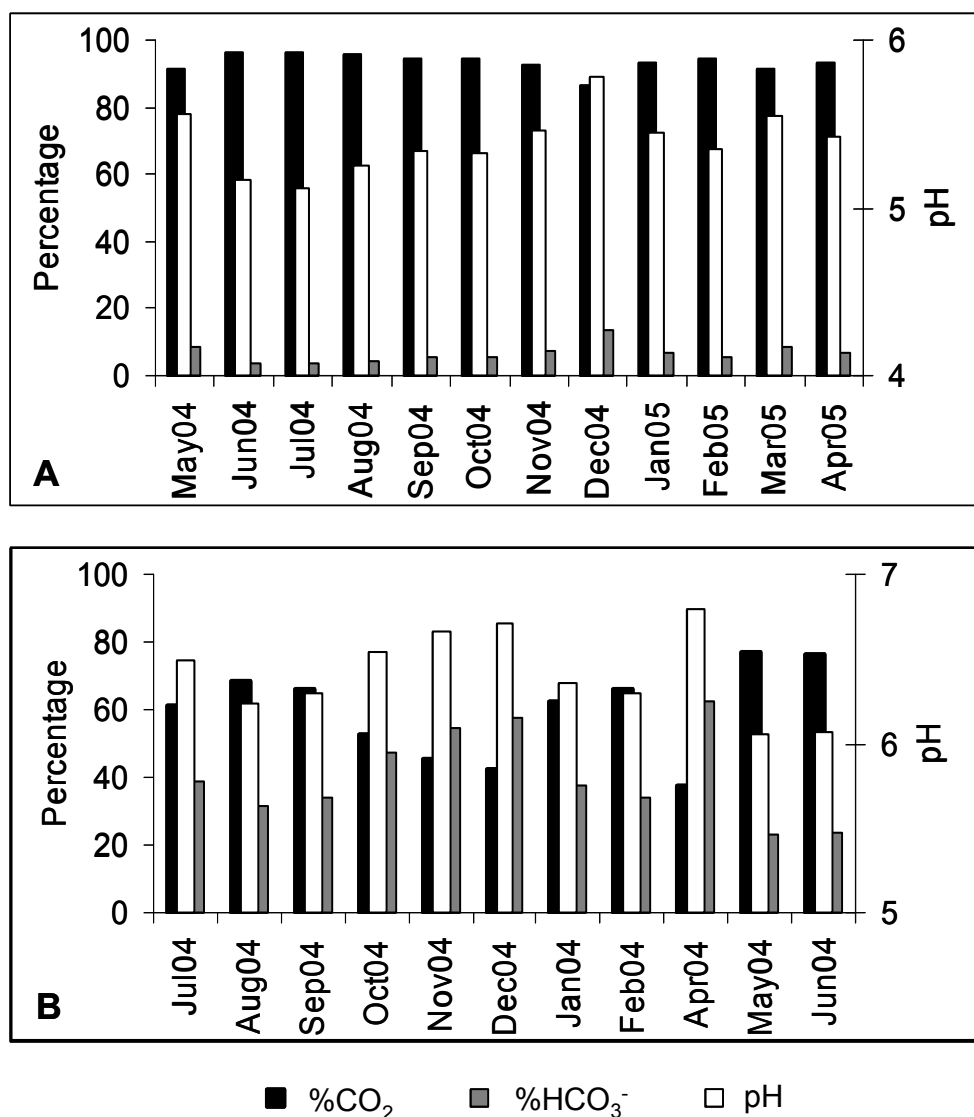 100
80
60
40
20
0
Percentage
6
5
4
pH
May04
Jun04
Jul04
Aug04
Sep04
Oct04
Nov04
Dec04
Jan05
Feb05
Mar05
Apr05
A
100
80
60
40
20
0
Percentage
7
6
5
pH
Jul04
Aug04
Sep04
Oct04
Nov04
Dec04
Jan04
Feb04
Apr04
May04
Jun04
B
%CO₂ %HCO₃⁻ pH